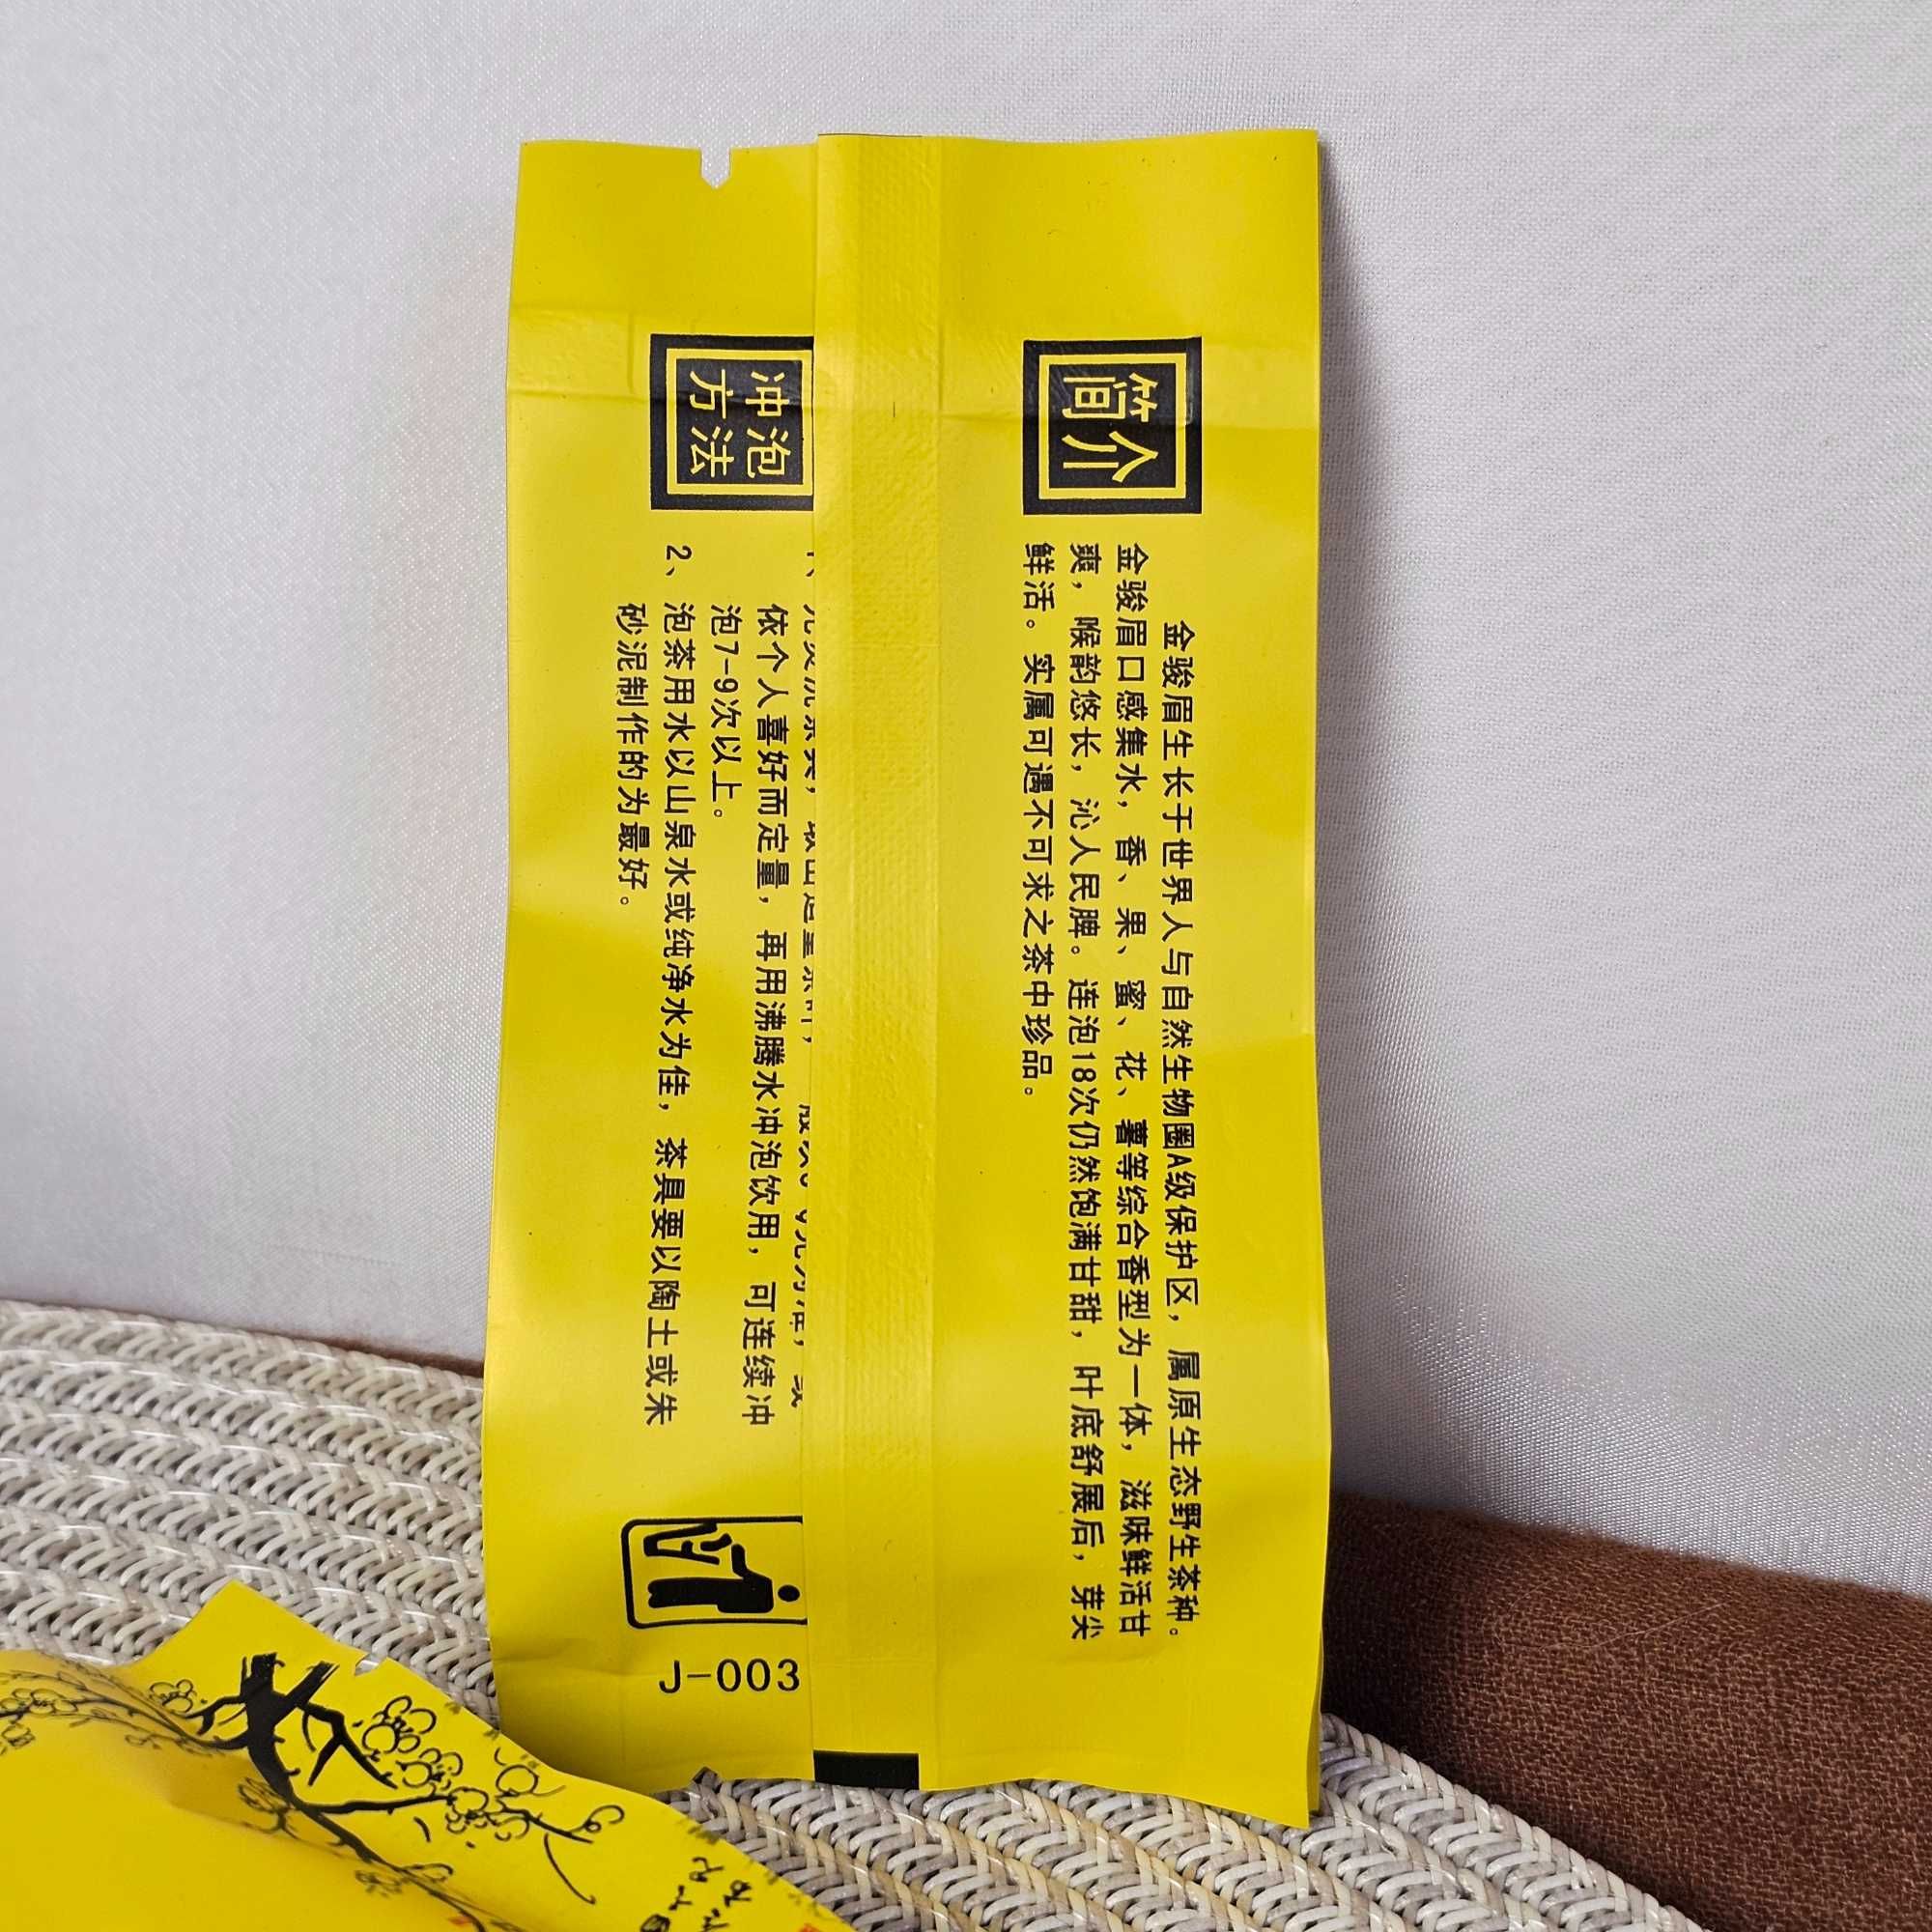 简介
金骏眉生长于世界人与自然生物圈A级保护区，属原生态野生茶种。
金骏眉口感集水，香、果、蜜、花、薯等综合香型为一体，滋味鲜活甘
爽，喉韵悠长，沁人民脾。连泡18次仍然饱满甘甜，叶底舒展后，芽尖
鲜活。实属可遇不可求之茶中珍品。
冲泡
方法
依个人喜好而定量，再用沸腾水冲泡饮用，可连续冲
泡7-9次以上。
2、泡茶用水以山泉水或纯净水为佳，茶具要以陶土或朱
砂泥制作的为最好。
J-003